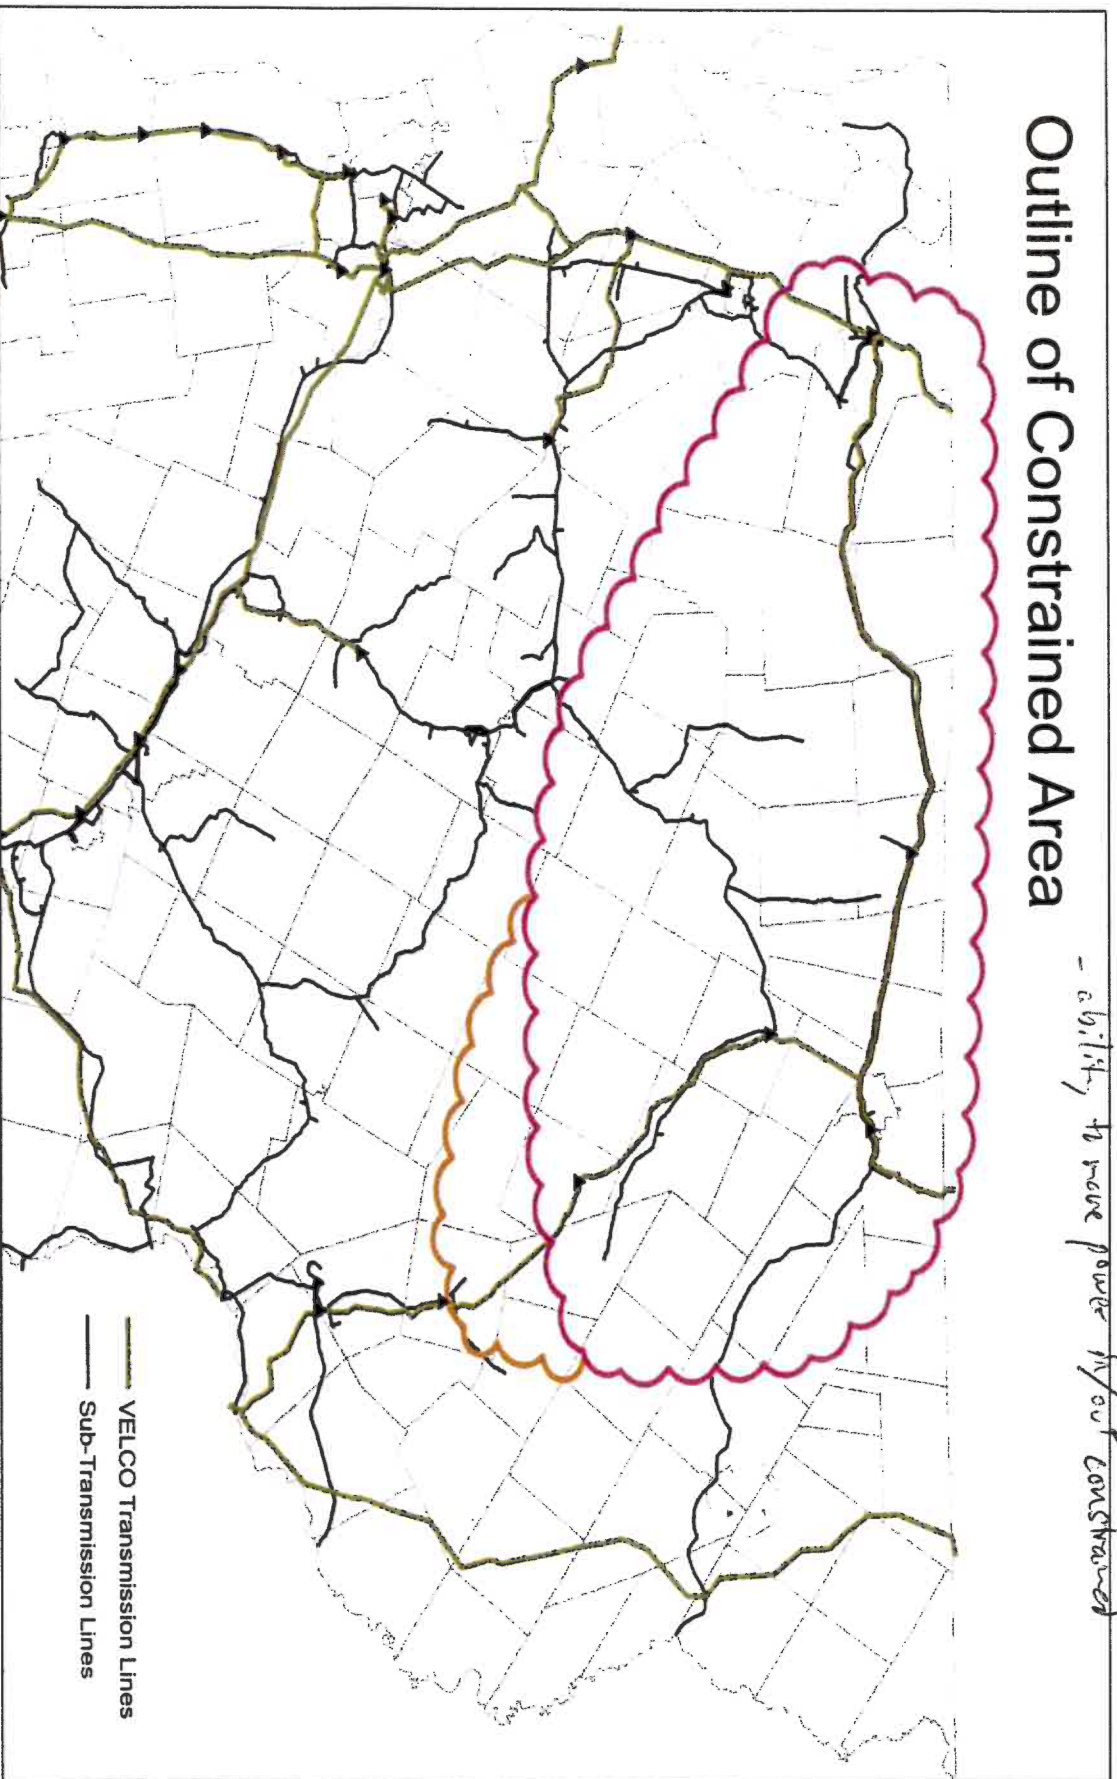 Outline of Constrained Area
- ability to move power in/out constrained
VELCO Transmission Lines
Sub-Transmission Lines